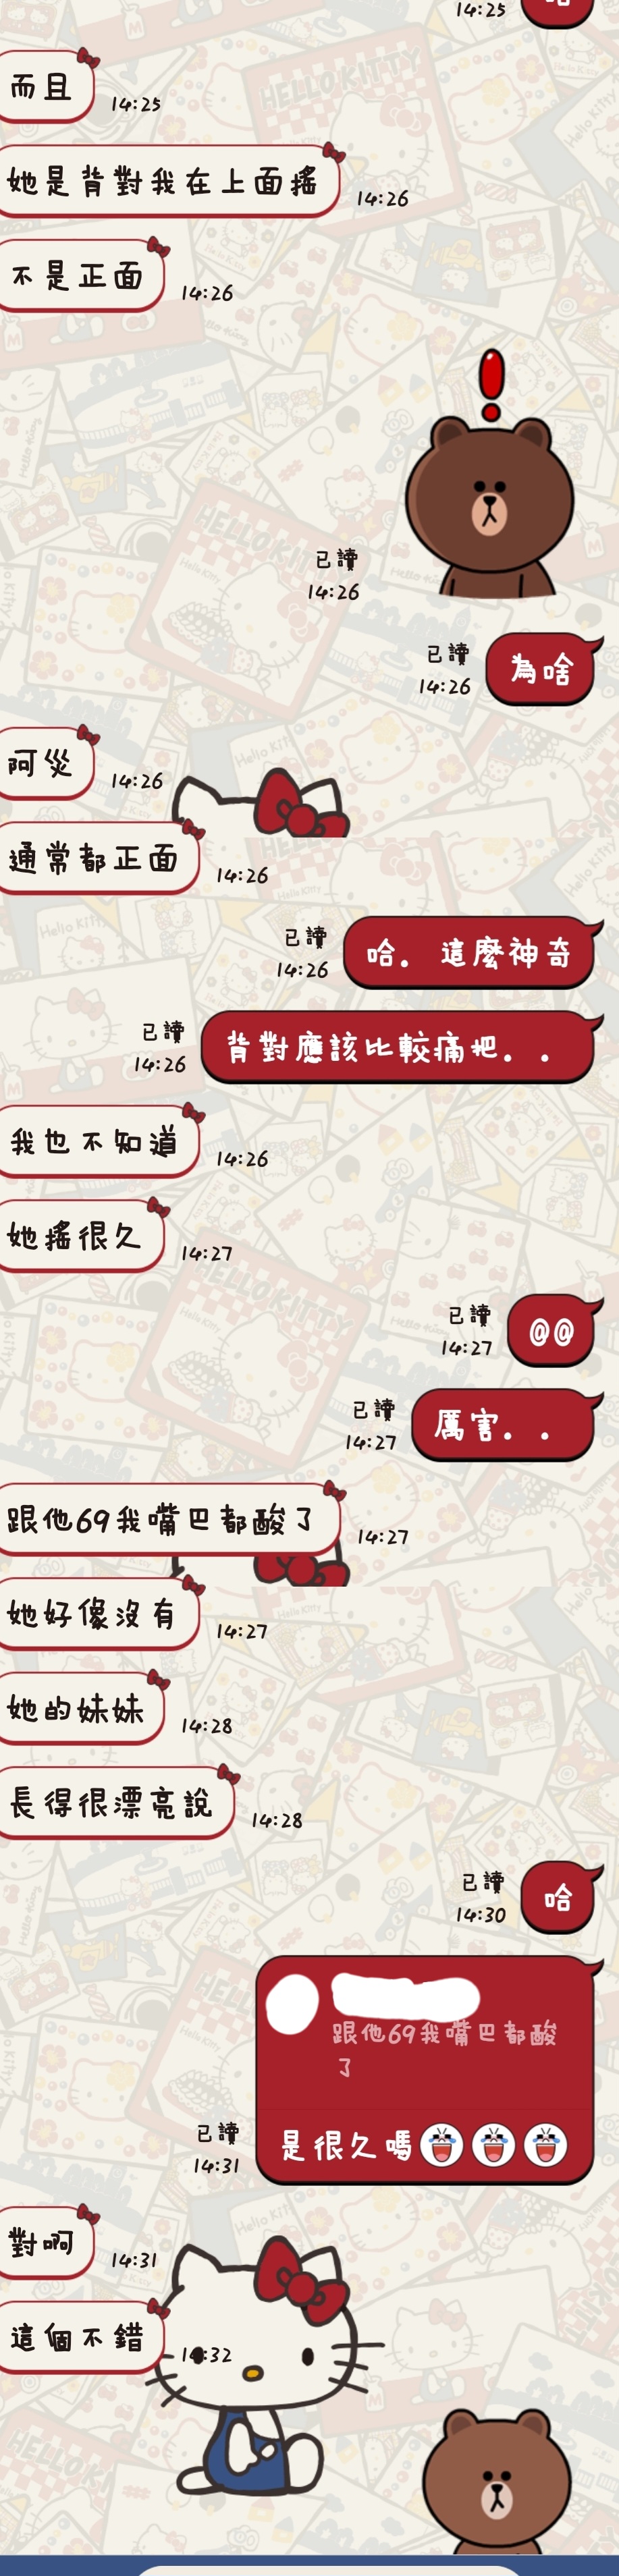 14:25
哈
而且
14:25
她是背對我在上面搖
14:26
不是正面
14:26
已讀
14:26
為啥
已讀
14:26
阿災
14:26
通常都正面
14:26
哈. 這麼神奇
已讀
14:26
背對應該比較痛把. .
已讀
14:26
我也不知道
14:26
她搖很久
14:27
@@
已讀
14:27
厲害. .
已讀
14:27
跟他69我嘴巴都酸了
14:27
她好像沒有
14:27
她的妹妹
14:28
長得很漂亮說
14:28
哈
已讀
14:30
跟他69我嘴巴都酸
了
是很久嗎
已讀
14:31
對啊
14:31
這個不錯
14:32